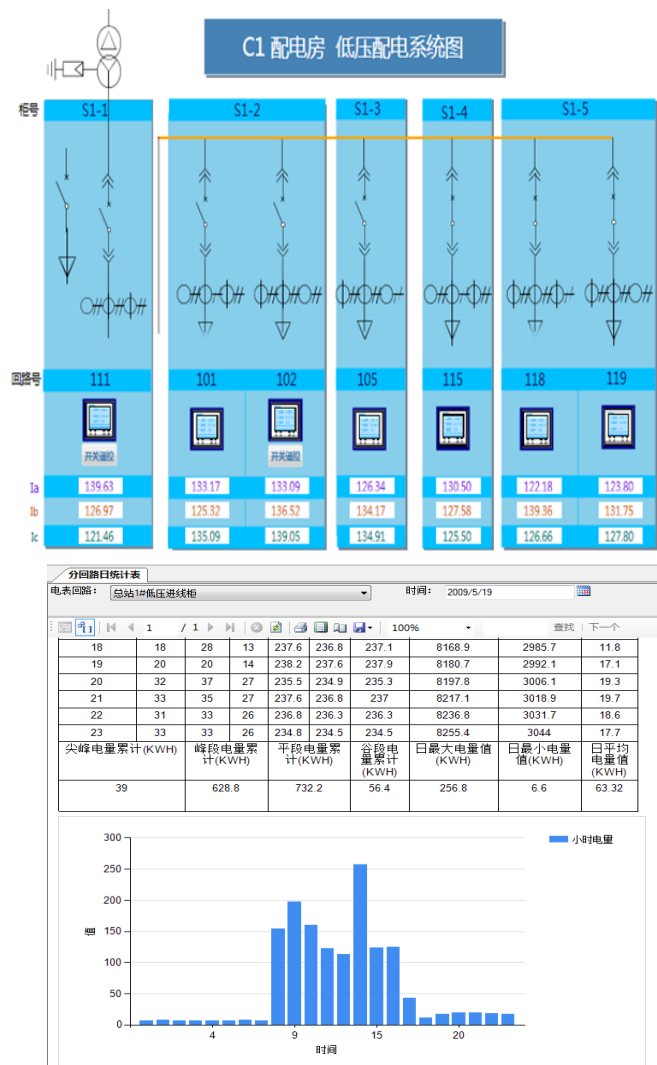 C1 配电房 低压配电系统图
柜号 S1-1 S1-2 S1-3 S1-4 S1-5
回路号 111 101 102 105 115 118 119
开关遥控 开关遥控
Ia 139.63 133.17 133.09 126.34 130.50 122.18 123.80
Ib 126.97 125.32 136.52 134.17 127.58 139.36 131.75
Ic 121.46 135.09 139.05 134.91 125.50 126.66 127.80
分回路日统计表
电表回路： 总站1#低压进线柜 时间： 2009/5/19
1 / 1 100% 查找 下一个
18 18 28 13 237.6 236.8 237.1 8168.9 2985.7 11.8
19 20 20 14 238.2 237.6 237.9 8180.7 2992.1 17.1
20 32 37 27 235.5 234.9 235.3 8197.8 3006.1 19.3
21 33 35 27 237.6 236.8 237 8217.1 3018.9 19.7
22 31 33 26 236.8 236.3 236.3 8236.8 3031.7 18.6
23 33 33 26 234.8 234.5 234.5 8255.4 3044 17.7
尖峰电量累计(KWH) 峰段电量累计(KWH) 平段电量累计(KWH) 谷段电量累计(KWH) 日最大电量值(KWH) 日最小电量值(KWH) 日平均电量值(KWH)
39 628.8 732.2 56.4 256.8 6.6 63.32
小时电量
300
250
200
150
100
50
0
值
4 9 15 20
时间